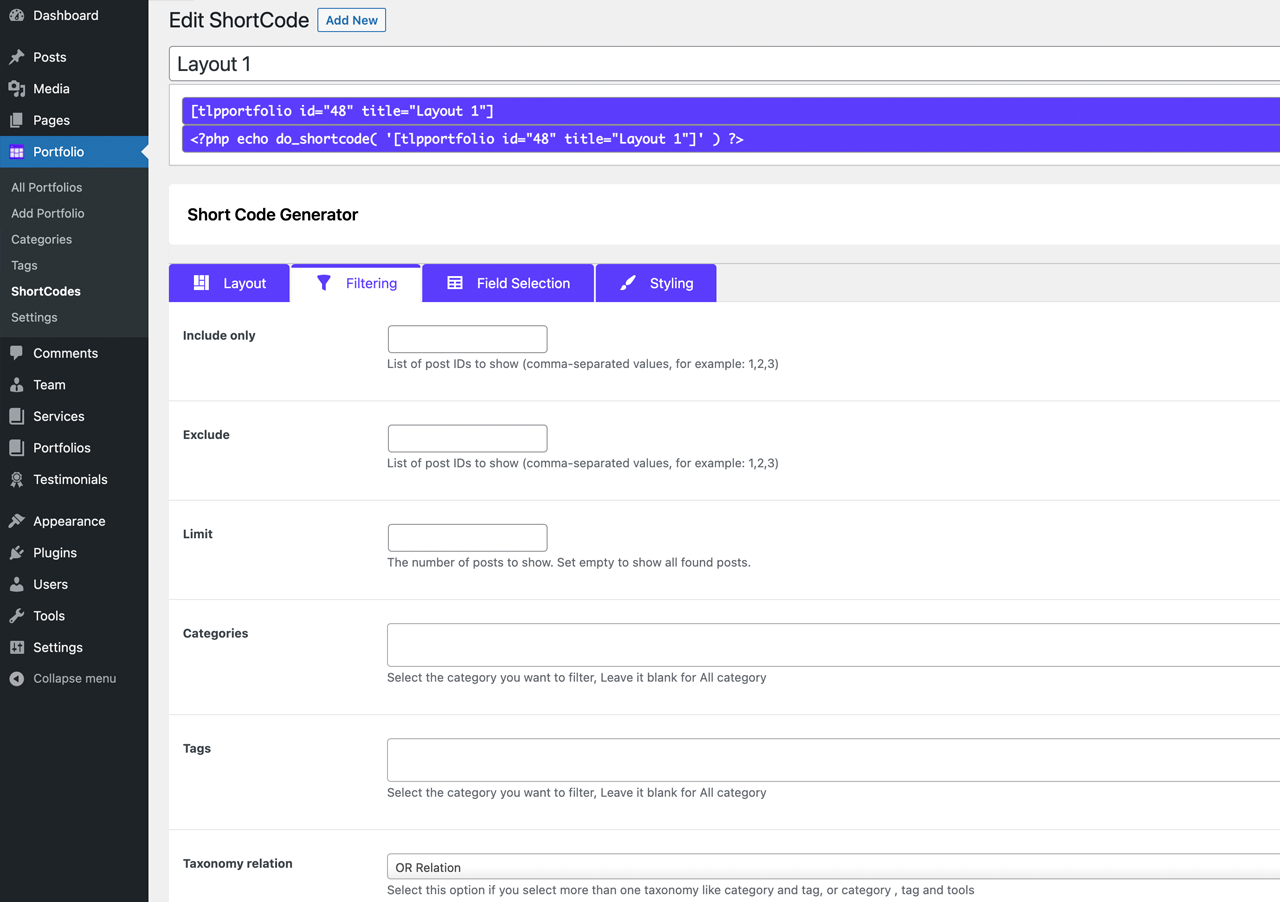 Dashboard
Posts
Media
Pages
Portfolio
All Portfolios
Add Portfolio
Categories
Tags
ShortCodes
Settings
Comments
Team
Services
Portfolios
Testimonials
Appearance
Plugins
Users
Tools
Settings
Collapse menu
Edit ShortCode
Add New
Layout 1
[tlpportfolio id="48" title="Layout 1"]
<?php echo do_shortcode( '[tlpportfolio id="48" title="Layout 1"]' ) ?>
Short Code Generator
Layout
Filtering
Field Selection
Styling
Include only
List of post IDs to show (comma-separated values, for example: 1,2,3)
Exclude
List of post IDs to show (comma-separated values, for example: 1,2,3)
Limit
The number of posts to show. Set empty to show all found posts.
Categories
Select the category you want to filter, Leave it blank for All category
Tags
Select the category you want to filter, Leave it blank for All category
Taxonomy relation
OR Relation
Select this option if you select more than one taxonomy like category and tag, or category , tag and tools